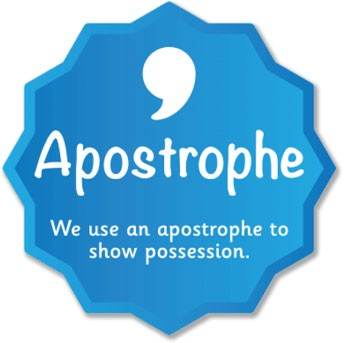 ’
Apostrophe
We use an apostrophe to
show possession.